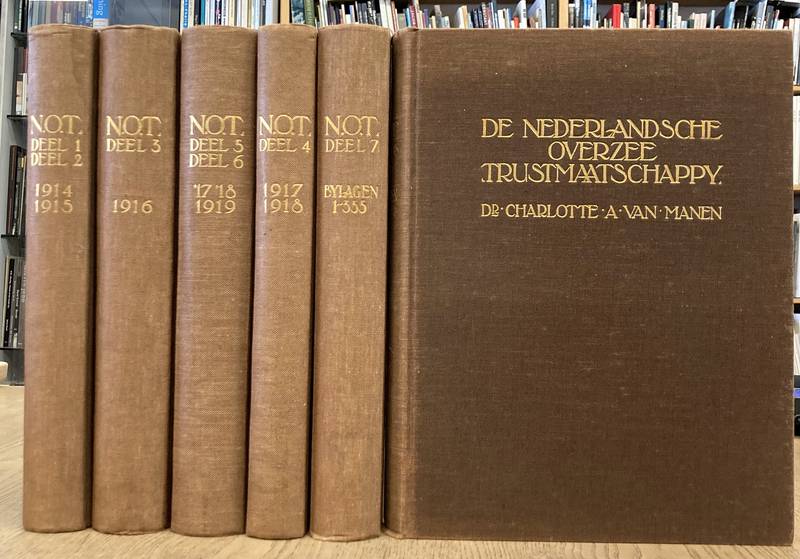 N.O.T.
DEEL 1
DEEL 2
1914
1915
N.O.T.
DEEL 3
1916
N.O.T.
DEEL 5
DEEL 6
'17 '18
1919
N.O.T.
DEEL 4
1917
1918
N.O.T.
DEEL 7
BYLAGEN
1-355
DE NEDERLANDSCHE
OVERZEE
TRUSTMAATSCHAPPY.
DR· CHARLOTTE · A · VAN · MANEN